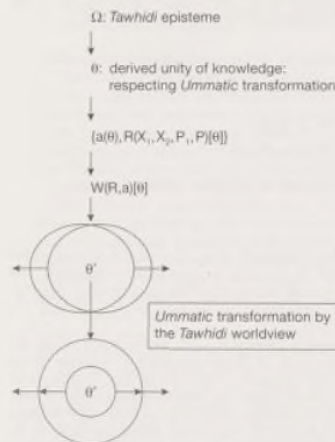 Ω: Tawhidi episteme
θ: derived unity of knowledge:
respecting Ummatic transformation
{a(θ), R(X₁,X₂,P₁,P)[θ]}
W(R,a)[θ]
θ*
Ummatic transformation by
the Tawhidi worldview
θ*